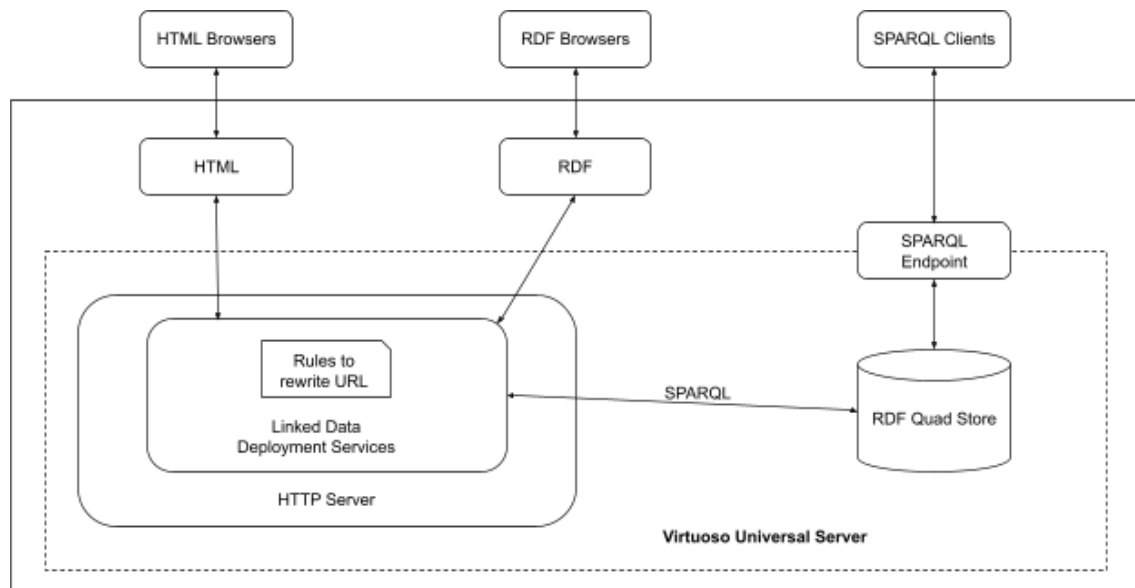 HTML Browsers
RDF Browsers
SPARQL Clients
HTML
RDF
SPARQL
Endpoint
Rules to
rewrite URL
SPARQL
RDF Quad Store
Linked Data
Deployment Services
HTTP Server
Virtuoso Universal Server